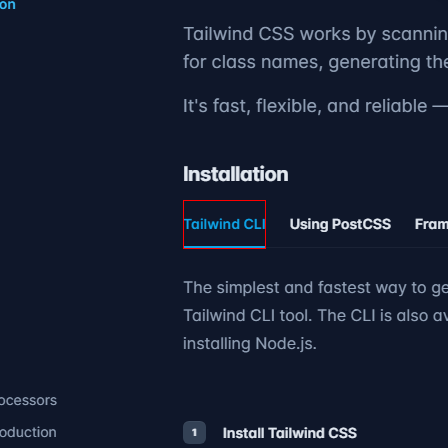 on
Tailwind CSS works by scannin
for class names, generating the
It's fast, flexible, and reliable —
Installation
Tailwind CLI Using PostCSS Fram
The simplest and fastest way to ge
Tailwind CLI tool. The CLI is also av
installing Node.js.
ocessors
oduction
1 Install Tailwind CSS